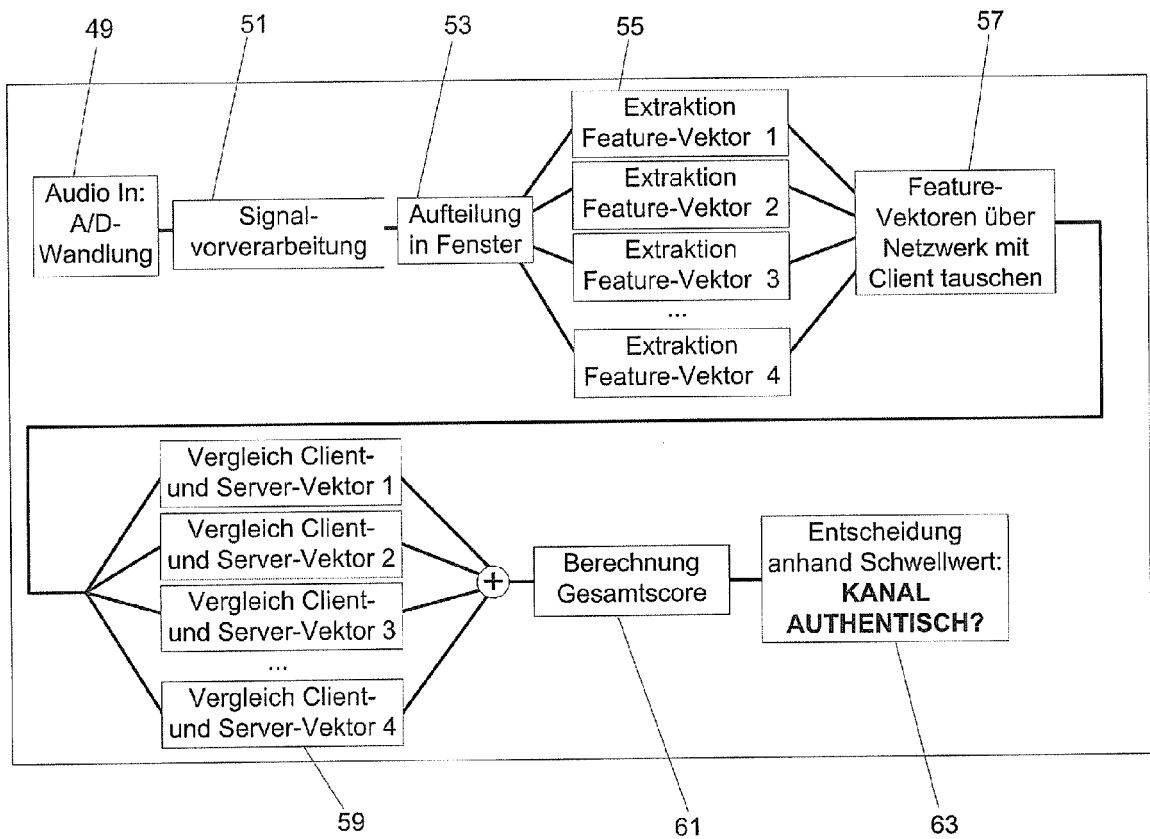 49
51
53
55
57
Audio In:
A/D-
Wandlung
Signal-
vorverarbeitung
Aufteilung
in Fenster
Extraktion
Feature-Vektor 1
Extraktion
Feature-Vektor 2
Extraktion
Feature-Vektor 3
...
Extraktion
Feature-Vektor 4
Feature-
Vektoren über
Netzwerk mit
Client tauschen
Vergleich Client-
und Server-Vektor 1
Vergleich Client-
und Server-Vektor 2
Vergleich Client-
und Server-Vektor 3
...
Vergleich Client-
und Server-Vektor 4
+
Berechnung
Gesamtscore
Entscheidung
anhand Schwellwert:
KANAL
AUTHENTISCH?
59
61
63